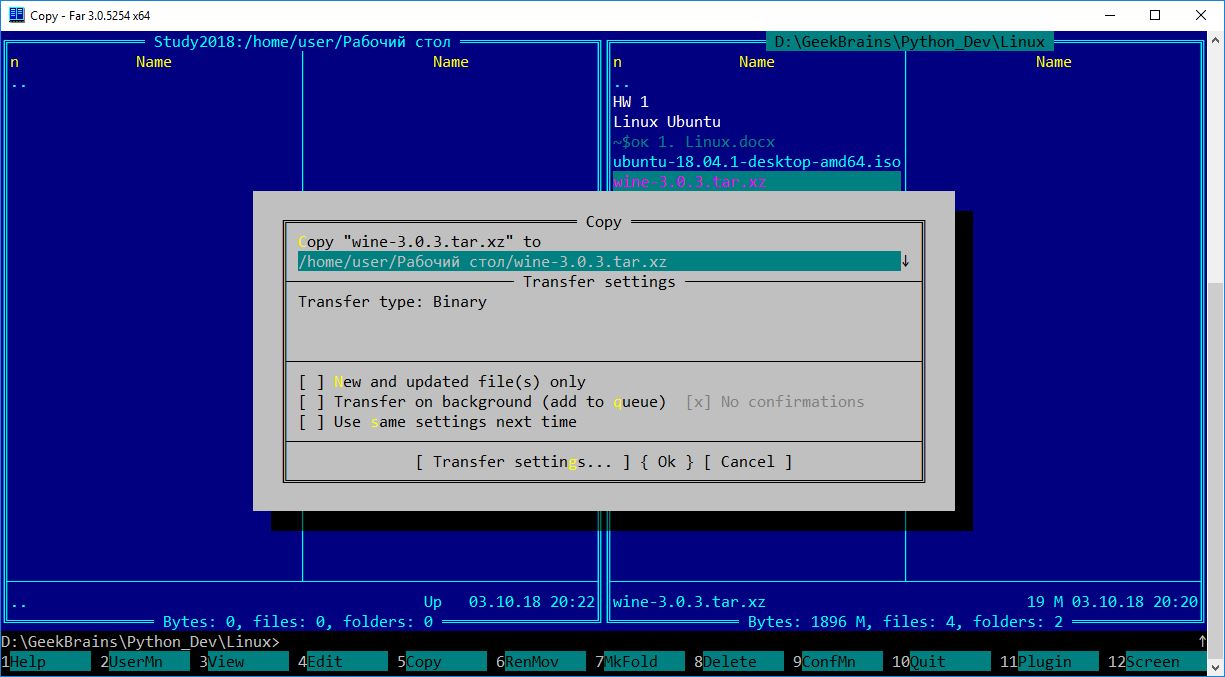 Copy - Far 3.0.5254 x64
Study2018:/home/user/Рабочий стол
D:\GeekBrains\Python_Dev\Linux
n Name Name
n Name Name
..
..
HW 1
Linux Ubuntu
~$ок 1. Linux.docx
ubuntu-18.04.1-desktop-amd64.iso
wine-3.0.3.tar.xz
Copy
Copy "wine-3.0.3.tar.xz" to
/home/user/Рабочий стол/wine-3.0.3.tar.xz ↓
Transfer settings
Transfer type: Binary
[ ] New and updated file(s) only
[ ] Transfer on background (add to queue) [x] No confirmations
[ ] Use same settings next time
[ Transfer settings... ] { Ok } [ Cancel ]
.. Up 03.10.18 20:22
wine-3.0.3.tar.xz 19 M 03.10.18 20:20
Bytes: 0, files: 0, folders: 0
Bytes: 1896 M, files: 4, folders: 2
D:\GeekBrains\Python_Dev\Linux> ↑
1Help 2UserMn 3View 4Edit 5Copy 6RenMov 7MkFold 8Delete 9ConfMn 10Quit 11Plugin 12Screen